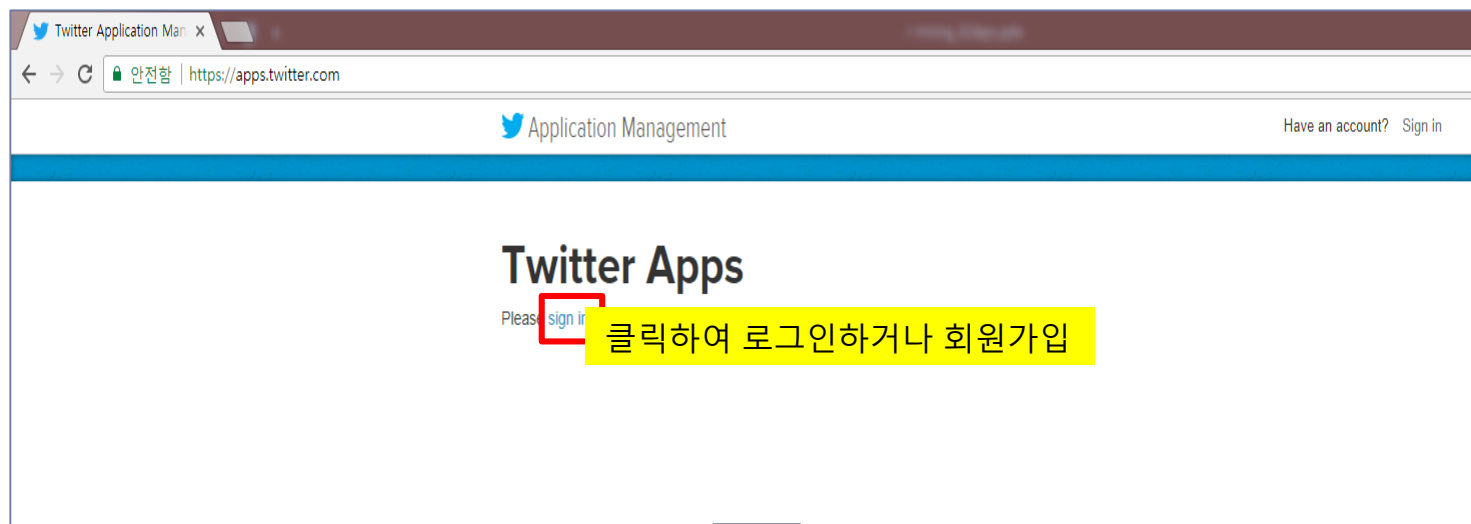 Twitter Application Man
안전함 | https://apps.twitter.com
Application Management
Have an account? Sign in
Twitter Apps
Please sign in
클릭하여 로그인하거나 회원가입